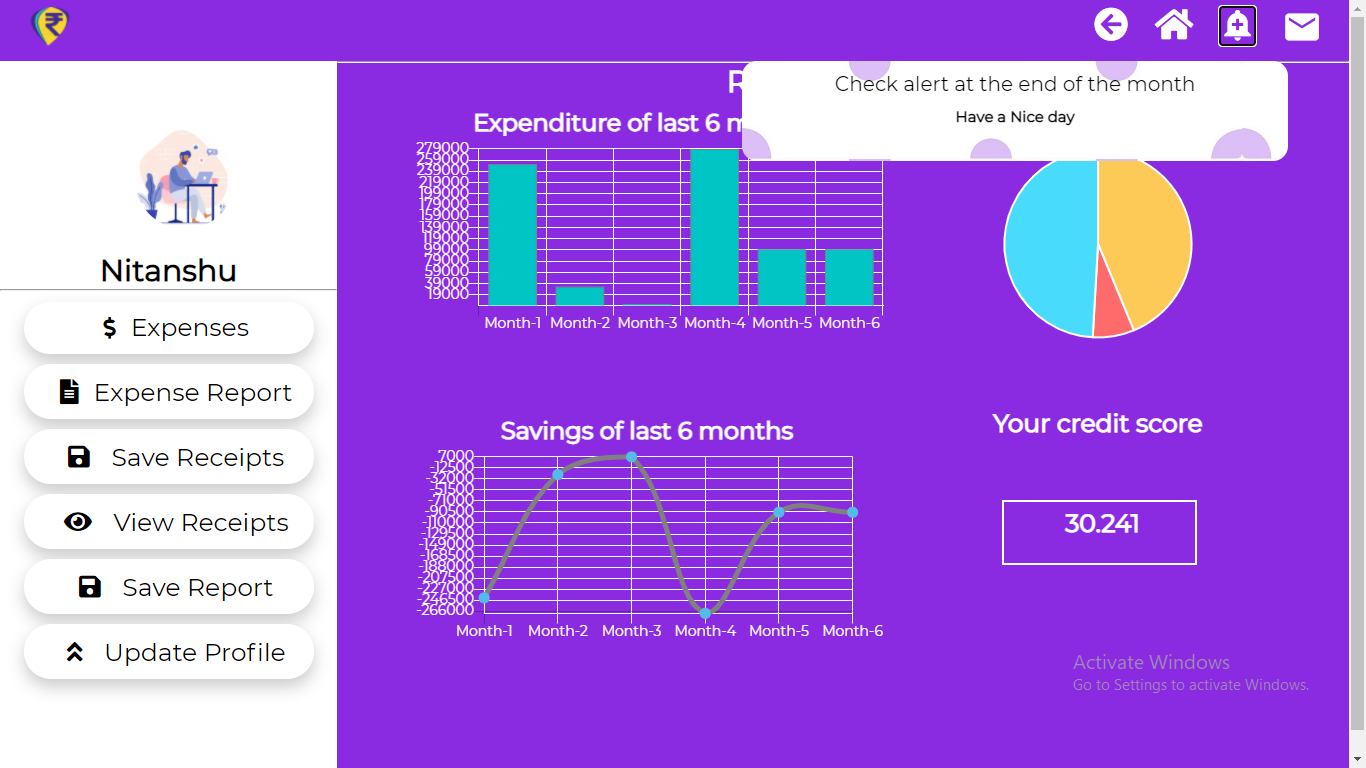 ₹
Check alert at the end of the month
Have a Nice day
R
Expenditure of last 6 m
279000
259000
239000
219000
199000
179000
159000
139000
119000
99000
79000
59000
39000
19000
Month-1 Month-2 Month-3 Month-4 Month-5 Month-6
Nitanshu
$ Expenses
Expense Report
Save Receipts
View Receipts
Save Report
Update Profile
Savings of last 6 months
7000
-12500
-32000
-51500
-71000
-90500
-110000
-129500
-149000
-168500
-188000
-207500
-227000
-246500
-266000
Month-1 Month-2 Month-3 Month-4 Month-5 Month-6
Your credit score
30.241
Activate Windows
Go to Settings to activate Windows.